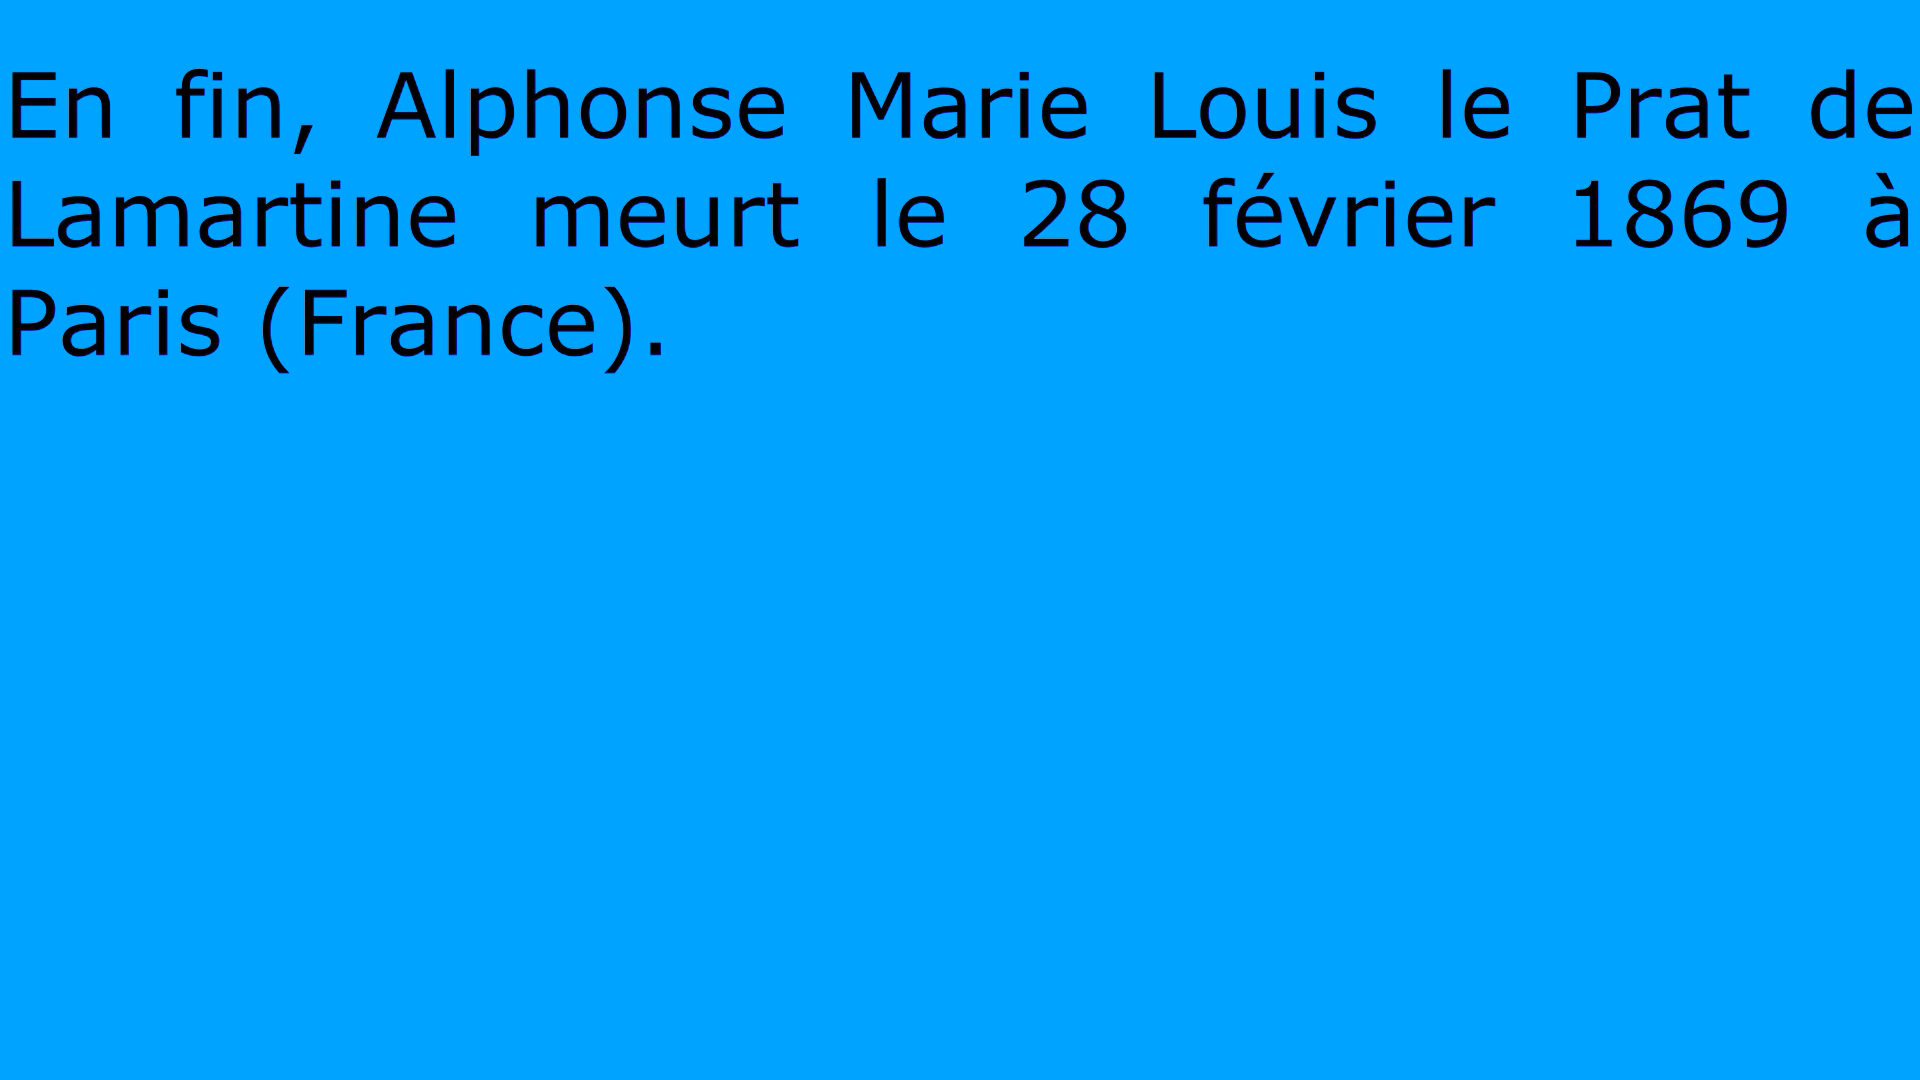 En fin, Alphonse Marie Louis le Prat de
Lamartine meurt le 28 février 1869 à
Paris (France).